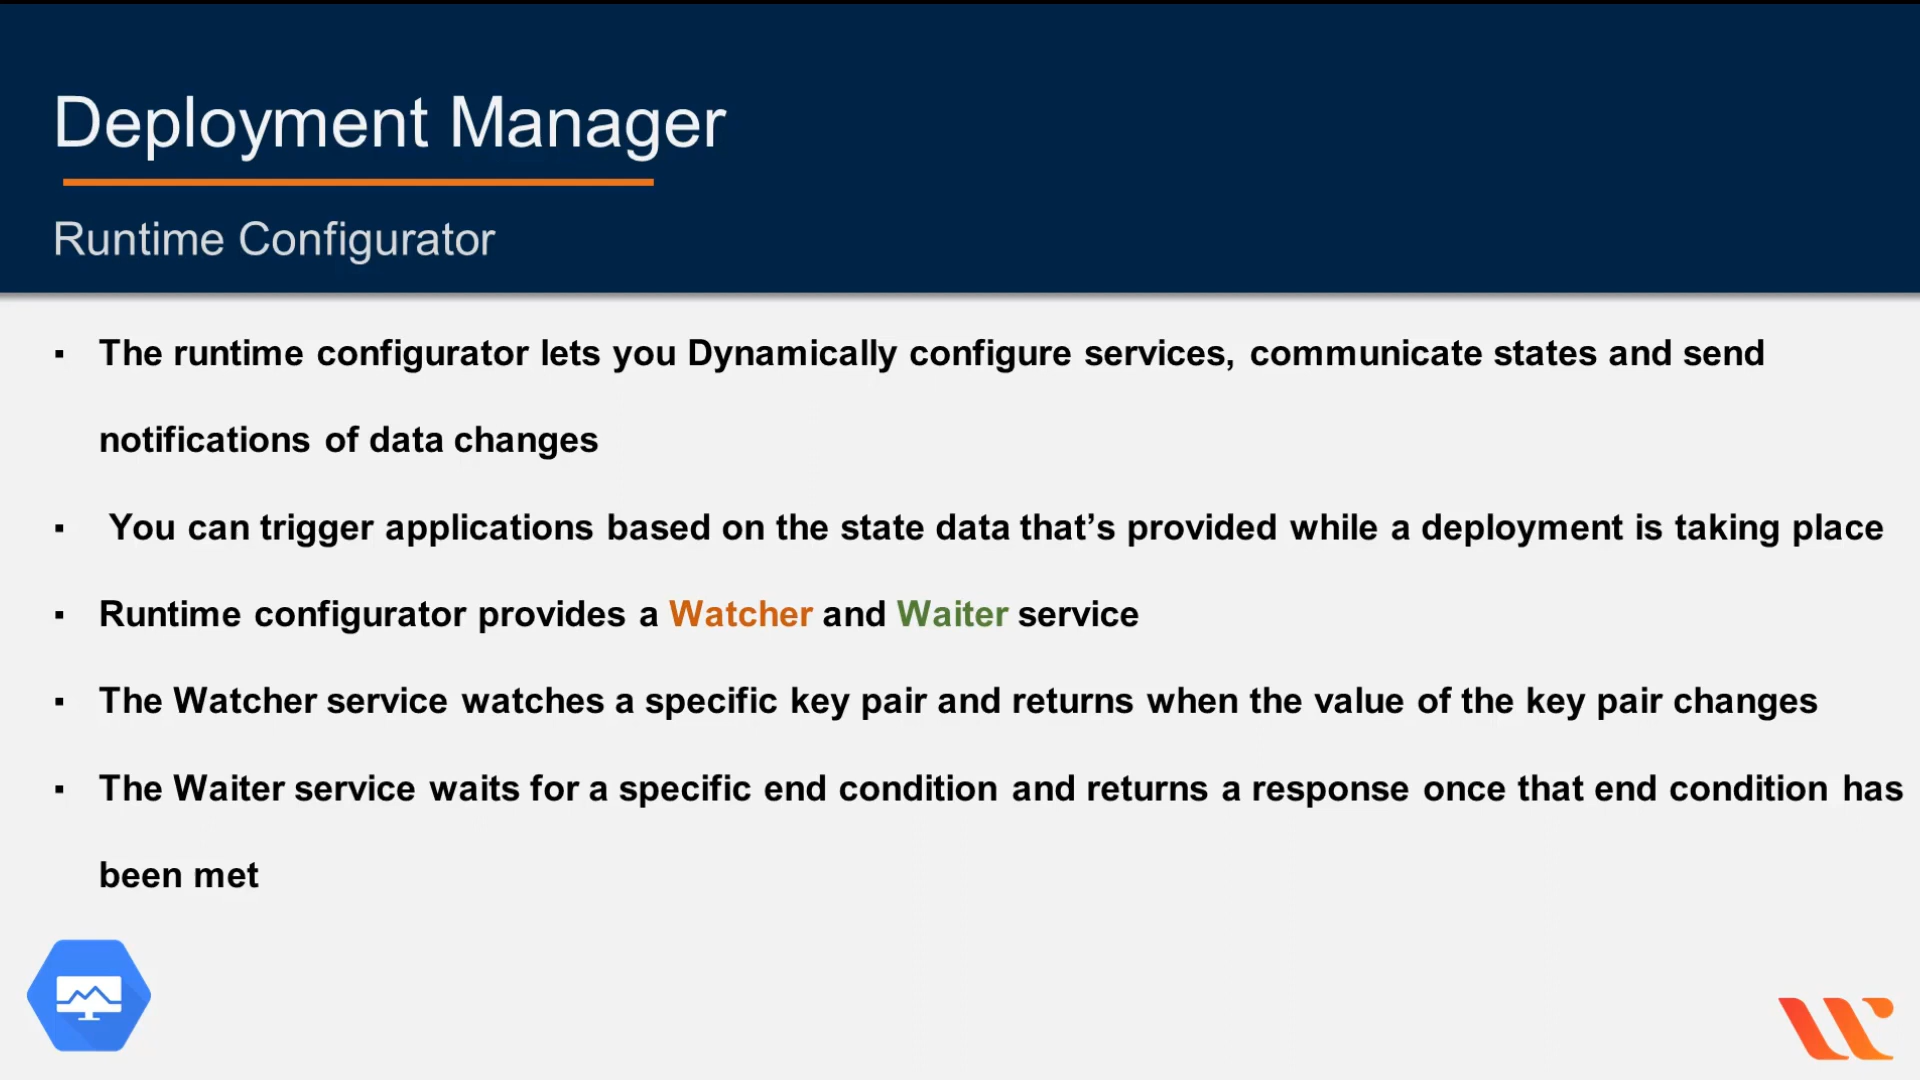 Deployment Manager
Runtime Configurator
▪ The runtime configurator lets you Dynamically configure services, communicate states and send
notifications of data changes
▪ You can trigger applications based on the state data that’s provided while a deployment is taking place
▪ Runtime configurator provides a Watcher and Waiter service
▪ The Watcher service watches a specific key pair and returns when the value of the key pair changes
▪ The Waiter service waits for a specific end condition and returns a response once that end condition has
been met